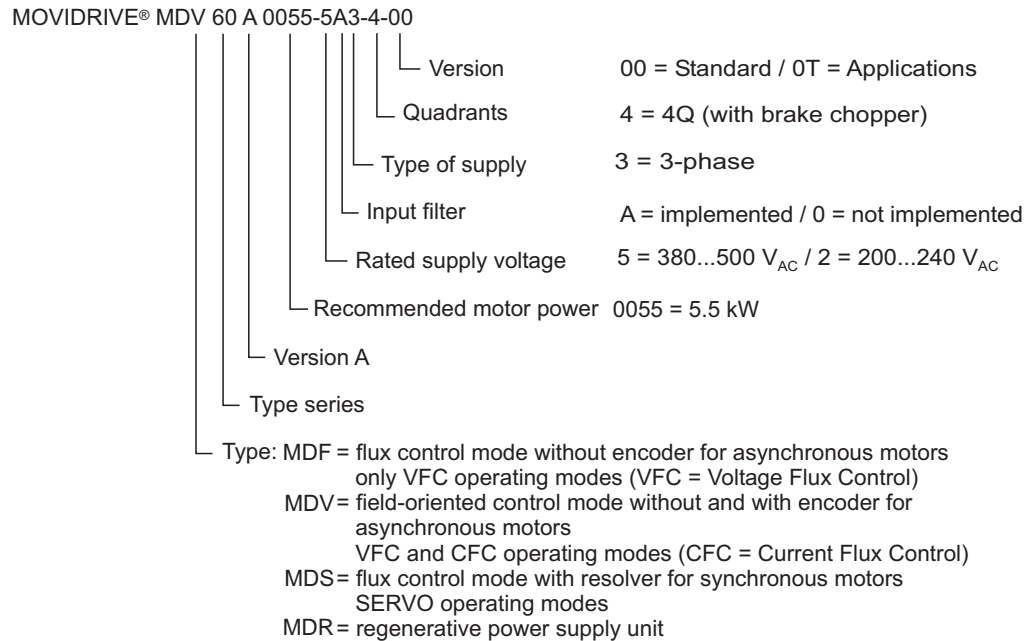 MOVIDRIVE® MDV 60 A 0055-5A3-4-00
Version 00 = Standard / 0T = Applications
Quadrants 4 = 4Q (with brake chopper)
Type of supply 3 = 3-phase
Input filter A = implemented / 0 = not implemented
Rated supply voltage 5 = 380...500 VAC / 2 = 200...240 VAC
Recommended motor power 0055 = 5.5 kW
Version A
Type series
Type: MDF = flux control mode without encoder for asynchronous motors
only VFC operating modes (VFC = Voltage Flux Control)
MDV = field-oriented control mode without and with encoder for
asynchronous motors
VFC and CFC operating modes (CFC = Current Flux Control)
MDS = flux control mode with resolver for synchronous motors
SERVO operating modes
MDR = regenerative power supply unit